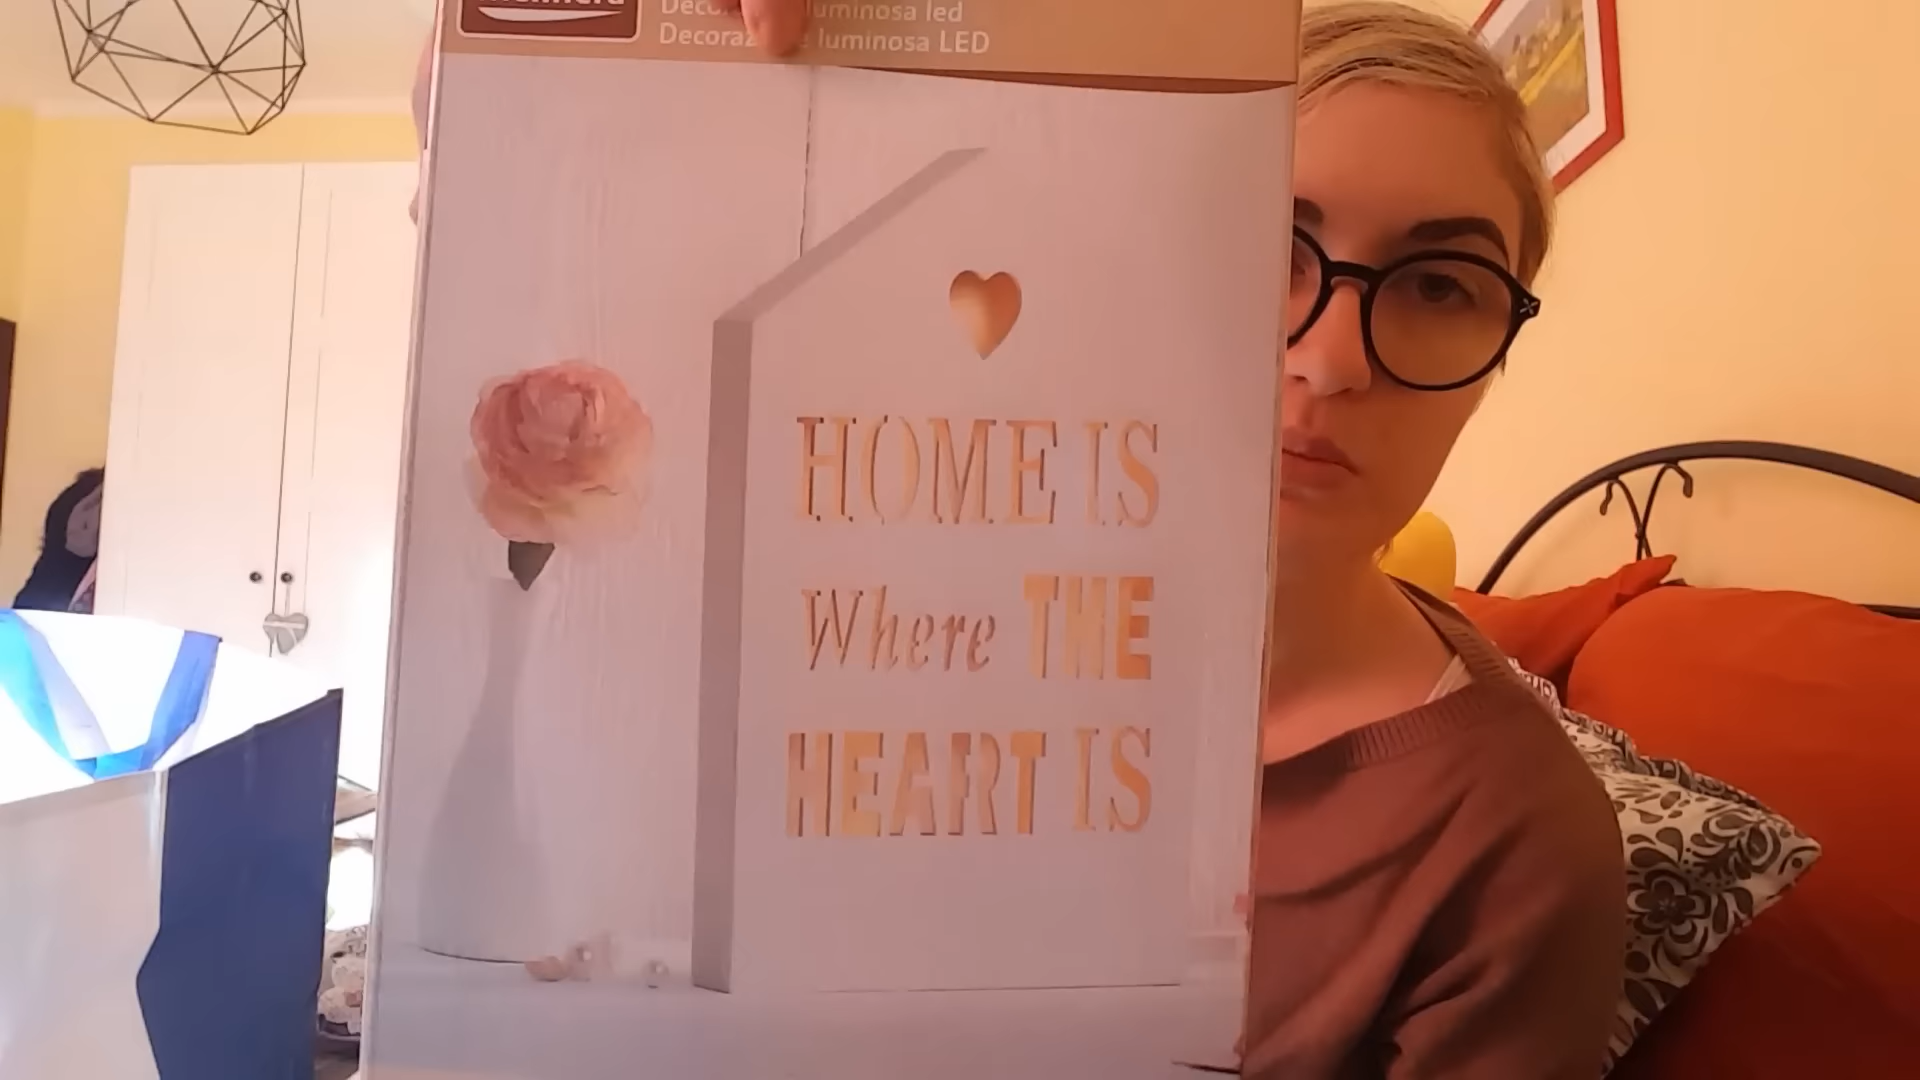 luminosa led
luminosa LED
HOME IS
Where THE
HEART IS